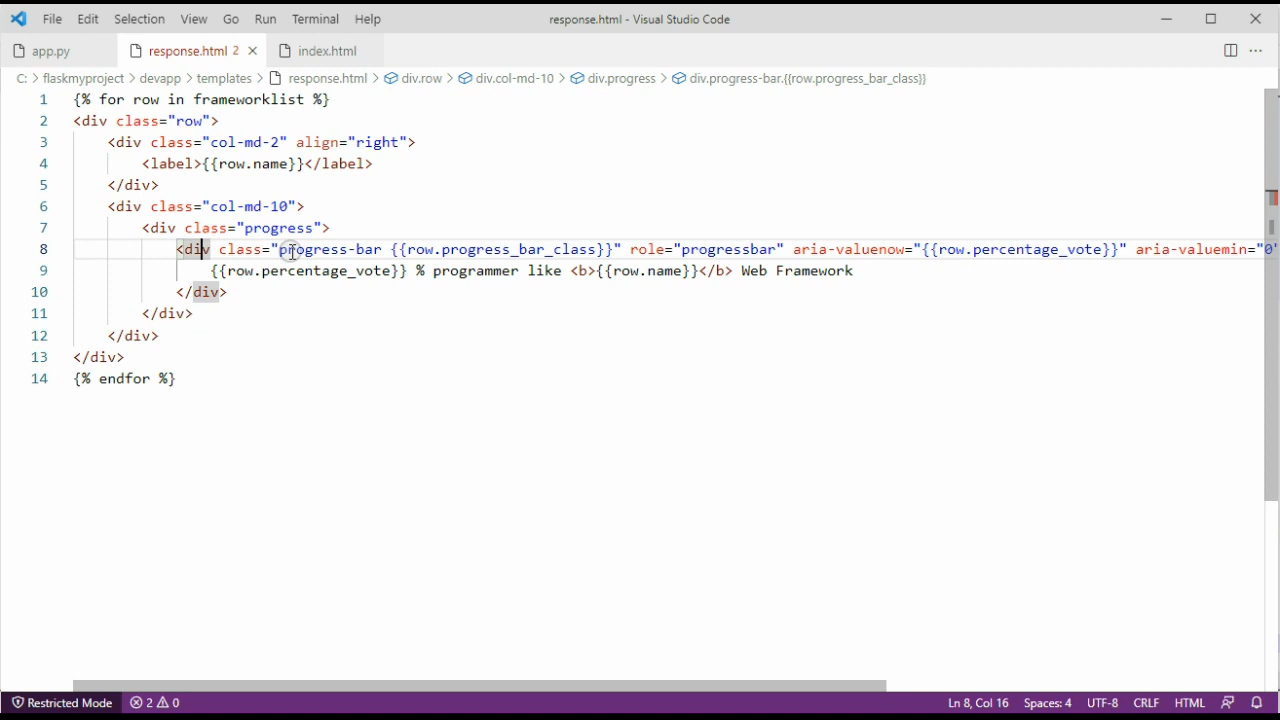 File Edit Selection View Go Run Terminal Help response.html - Visual Studio Code
app.py response.html 2 index.html
C: > flaskmyproject > devapp > templates > response.html > div.row > div.col-md-10 > div.progress > div.progress-bar.{{row.progress_bar_class}}
1 {% for row in frameworklist %}
2 <div class="row">
3 <div class="col-md-2" align="right">
4 <label>{{row.name}}</label>
5 </div>
6 <div class="col-md-10">
7 <div class="progress">
8 <div class="progress-bar {{row.progress_bar_class}}" role="progressbar" aria-valuenow="{{row.percentage_vote}}" aria-valuemin="0"
9 {{row.percentage_vote}} % programmer like <b>{{row.name}}</b> Web Framework
10 </div>
11 </div>
12 </div>
13 </div>
14 {% endfor %}
Restricted Mode 2 0 Ln 8, Col 16 Spaces: 4 UTF-8 CRLF HTML